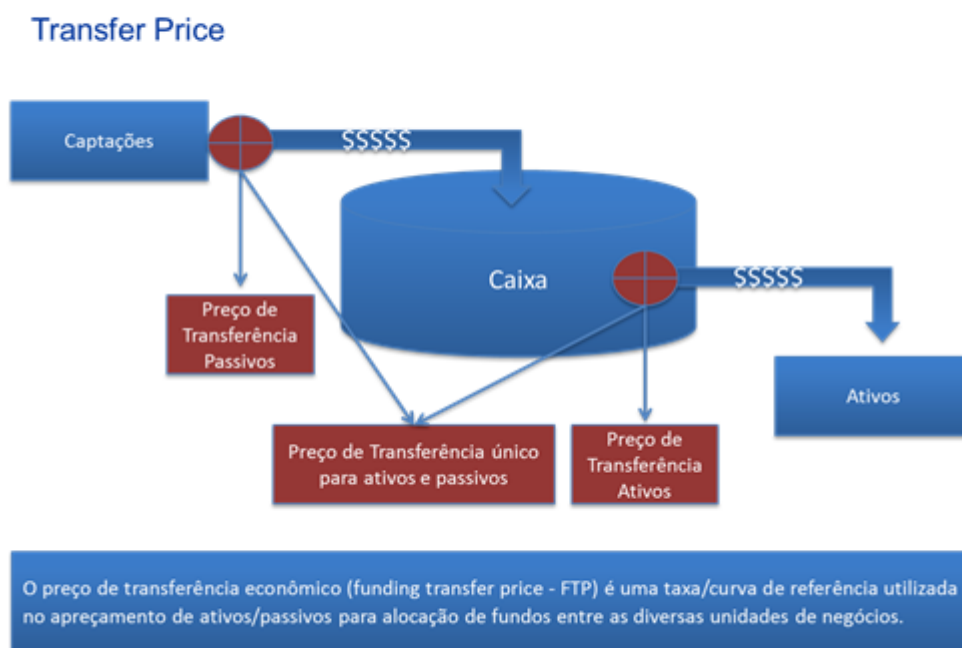 Transfer Price
Captações
$$$$$
Caixa
$$$$$
Preço de
Transferência
Passivos
Ativos
Preço de Transferência único
para ativos e passivos
Preço de
Transferência
Ativos
O preço de transferência econômico (funding transfer price - FTP) é uma taxa/curva de referência utilizada
no apreçamento de ativos/passivos para alocação de fundos entre as diversas unidades de negócios.